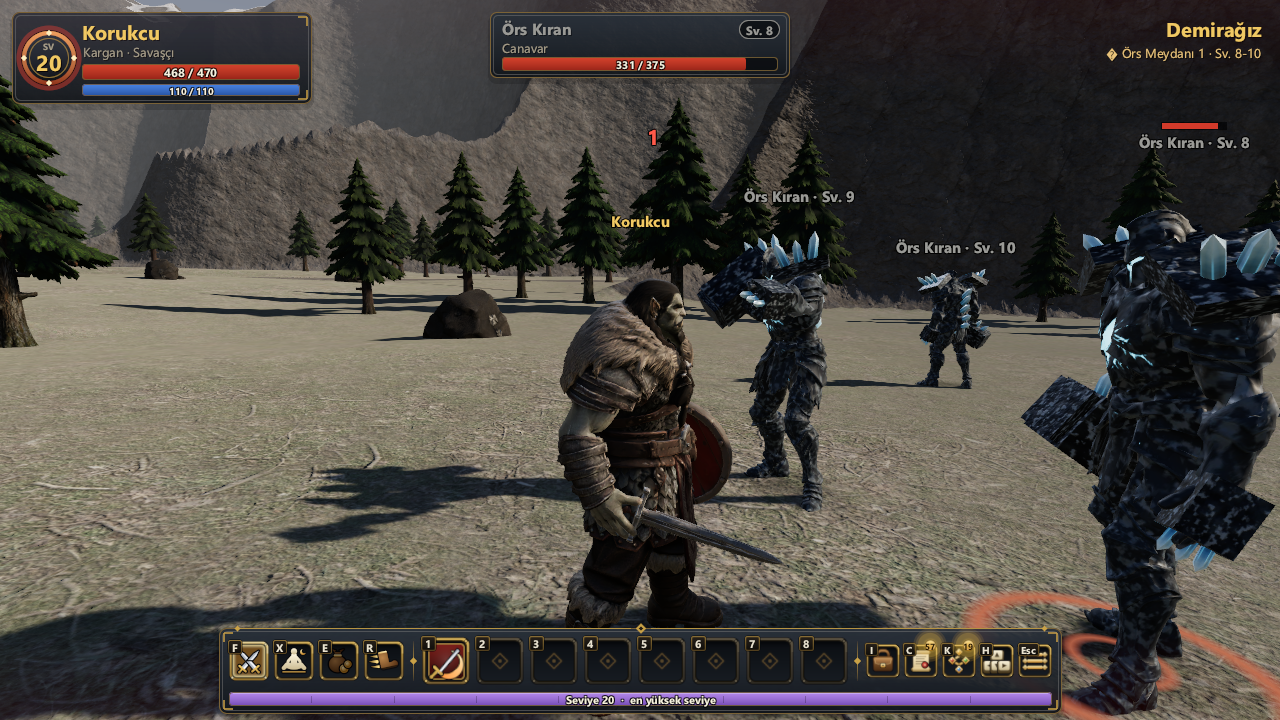 SV
20
Korukcu
Kargan · Savaşçı
468 / 470
110 / 110
Örs Kıran
Sv. 8
Canavar
331 / 375
Demirağız
Örs Meydanı 1 · Sv. 8-10
1
Örs Kıran · Sv. 8
Örs Kıran · Sv. 9
Korukcu
Örs Kıran · Sv. 10
F
X
E
R
1
2
3
4
5
6
7
8
I
C
57
K
19
H
Esc
Seviye 20 · en yüksek seviye